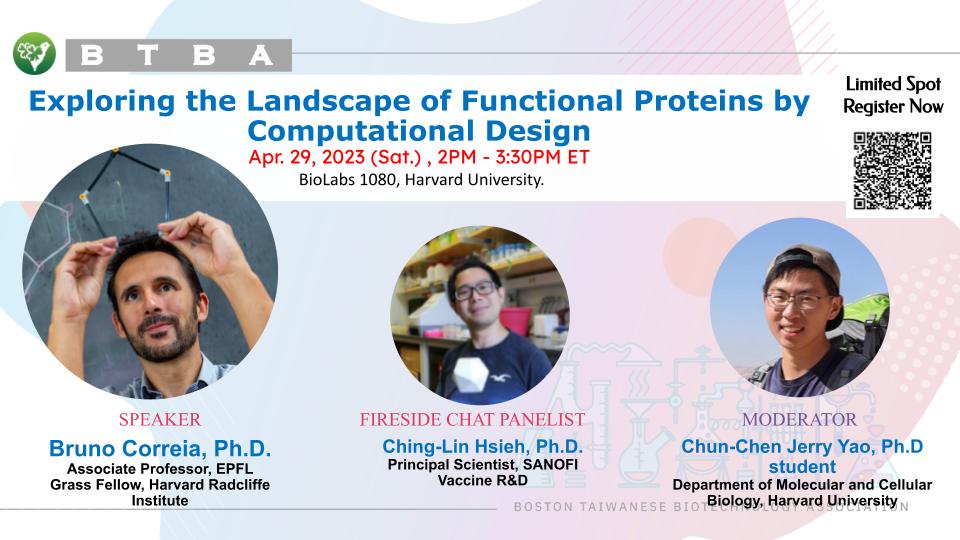 B T B A
Limited Spot
Register Now
Exploring the Landscape of Functional Proteins by
Computational Design
Apr. 29, 2023 (Sat.) , 2PM - 3:30PM ET
BioLabs 1080, Harvard University.
SPEAKER
Bruno Correia, Ph.D.
Associate Professor, EPFL
Grass Fellow, Harvard Radcliffe
Institute
FIRESIDE CHAT PANELIST
Ching-Lin Hsieh, Ph.D.
Principal Scientist, SANOFI
Vaccine R&D
MODERATOR
Chun-Chen Jerry Yao, Ph.D
student
Department of Molecular and Cellular
Biology, Harvard University
BOSTON TAIWANESE BIOTECHNOLOGY ASSOCIATION